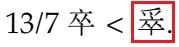 13/7 卒 < .